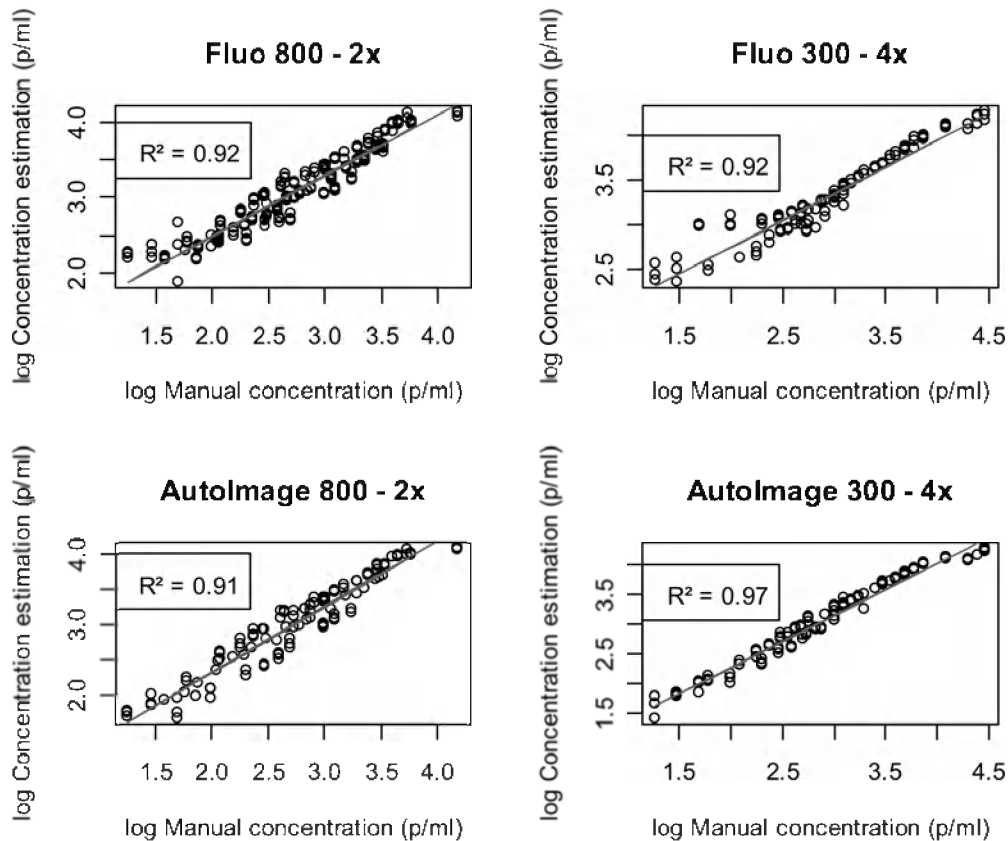 Fluo 800 - 2x
log Concentration estimation (p/ml)
4.0
3.0
2.0
R² = 0.92
1.5 2.0 2.5 3.0 3.5 4.0
log Manual concentration (p/ml)
Fluo 300 - 4x
log Concentration estimation (p/ml)
3.5
2.5
R² = 0.92
1.5 2.5 3.5 4.5
log Manual concentration (p/ml)
AutoImage 800 - 2x
log Concentration estimation (p/ml)
4.0
3.0
2.0
R² = 0.91
1.5 2.0 2.5 3.0 3.5 4.0
log Manual concentration (p/ml)
AutoImage 300 - 4x
log Concentration estimation (p/ml)
3.5
2.5
1.5
R² = 0.97
1.5 2.5 3.5 4.5
log Manual concentration (p/ml)